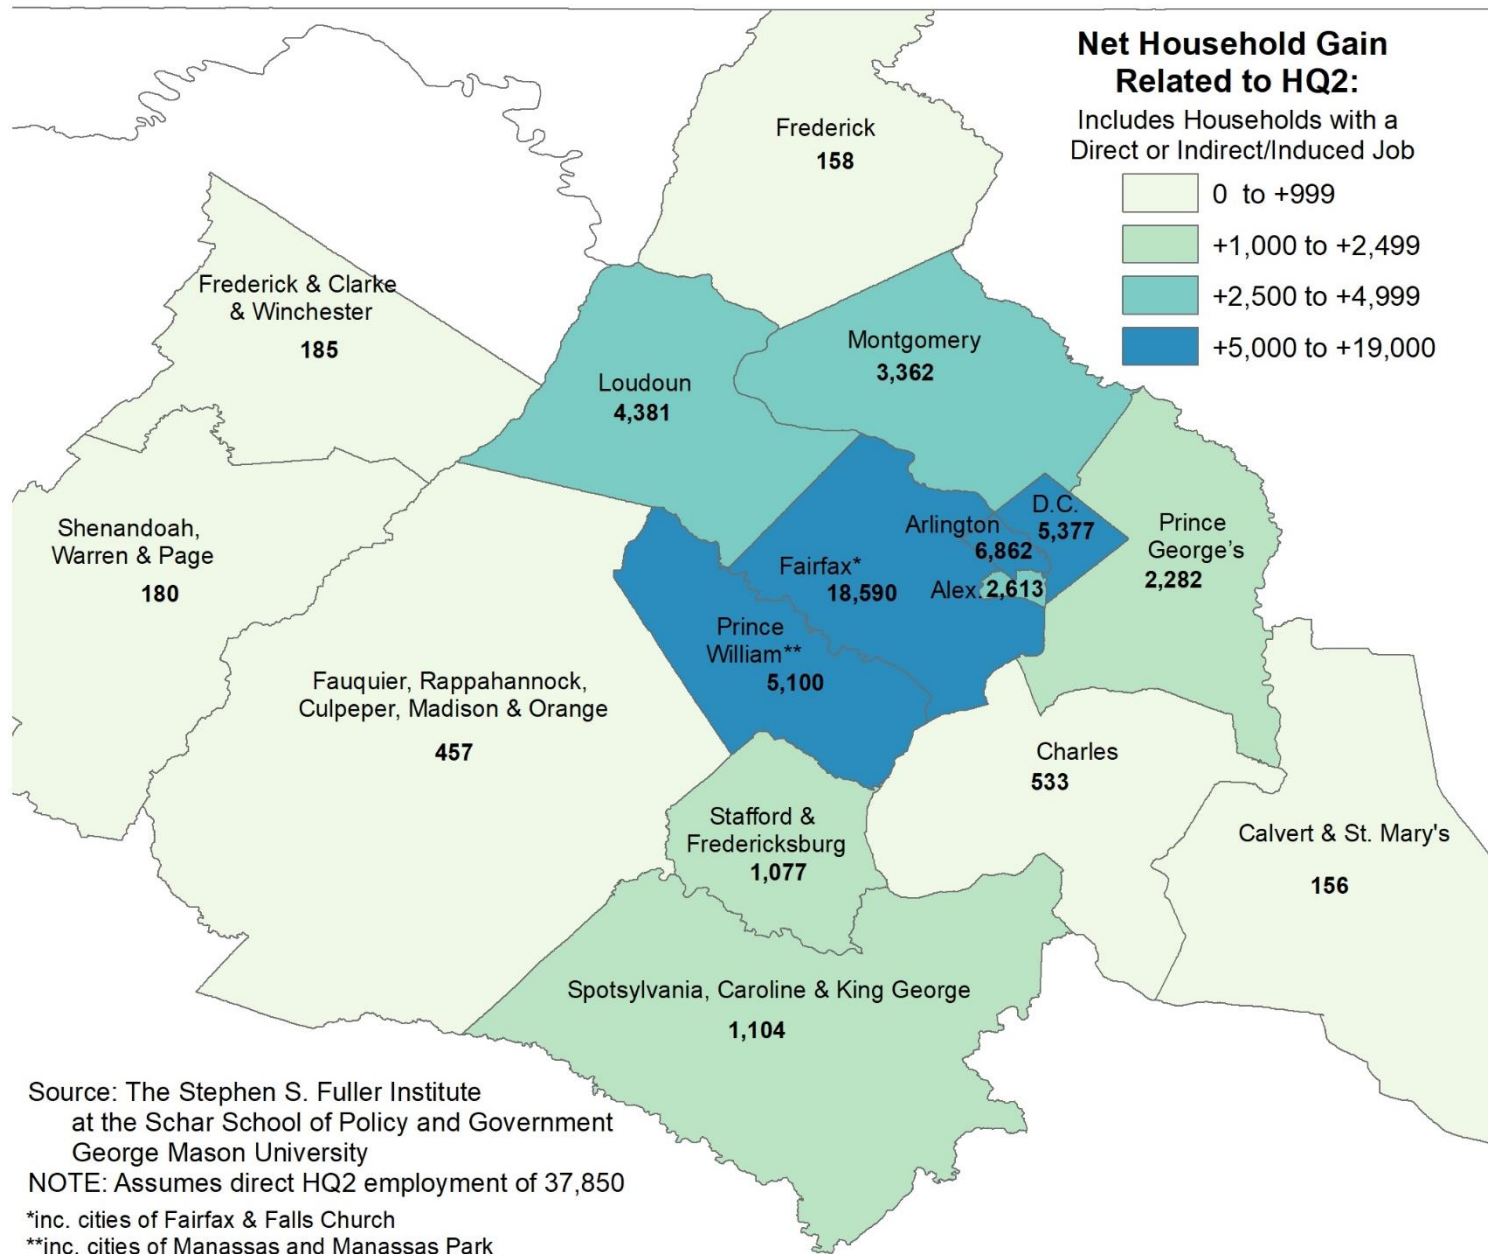 Net Household Gain
Related to HQ2:
Includes Households with a
Direct or Indirect/Induced Job
0 to +999
+1,000 to +2,499
+2,500 to +4,999
+5,000 to +19,000
Frederick
158
Frederick & Clarke
& Winchester
185
Montgomery
3,362
Loudoun
4,381
Shenandoah,
Warren & Page
180
D.C.
5,377
Arlington
6,862
Prince
George’s
2,282
Fairfax*
18,590
Alex. 2,613
Prince
William**
5,100
Fauquier, Rappahannock,
Culpeper, Madison & Orange
457
Charles
533
Stafford &
Fredericksburg
1,077
Calvert & St. Mary's
156
Spotsylvania, Caroline & King George
1,104
Source: The Stephen S. Fuller Institute
at the Schar School of Policy and Government
George Mason University
NOTE: Assumes direct HQ2 employment of 37,850
*inc. cities of Fairfax & Falls Church
**inc. cities of Manassas and Manassas Park